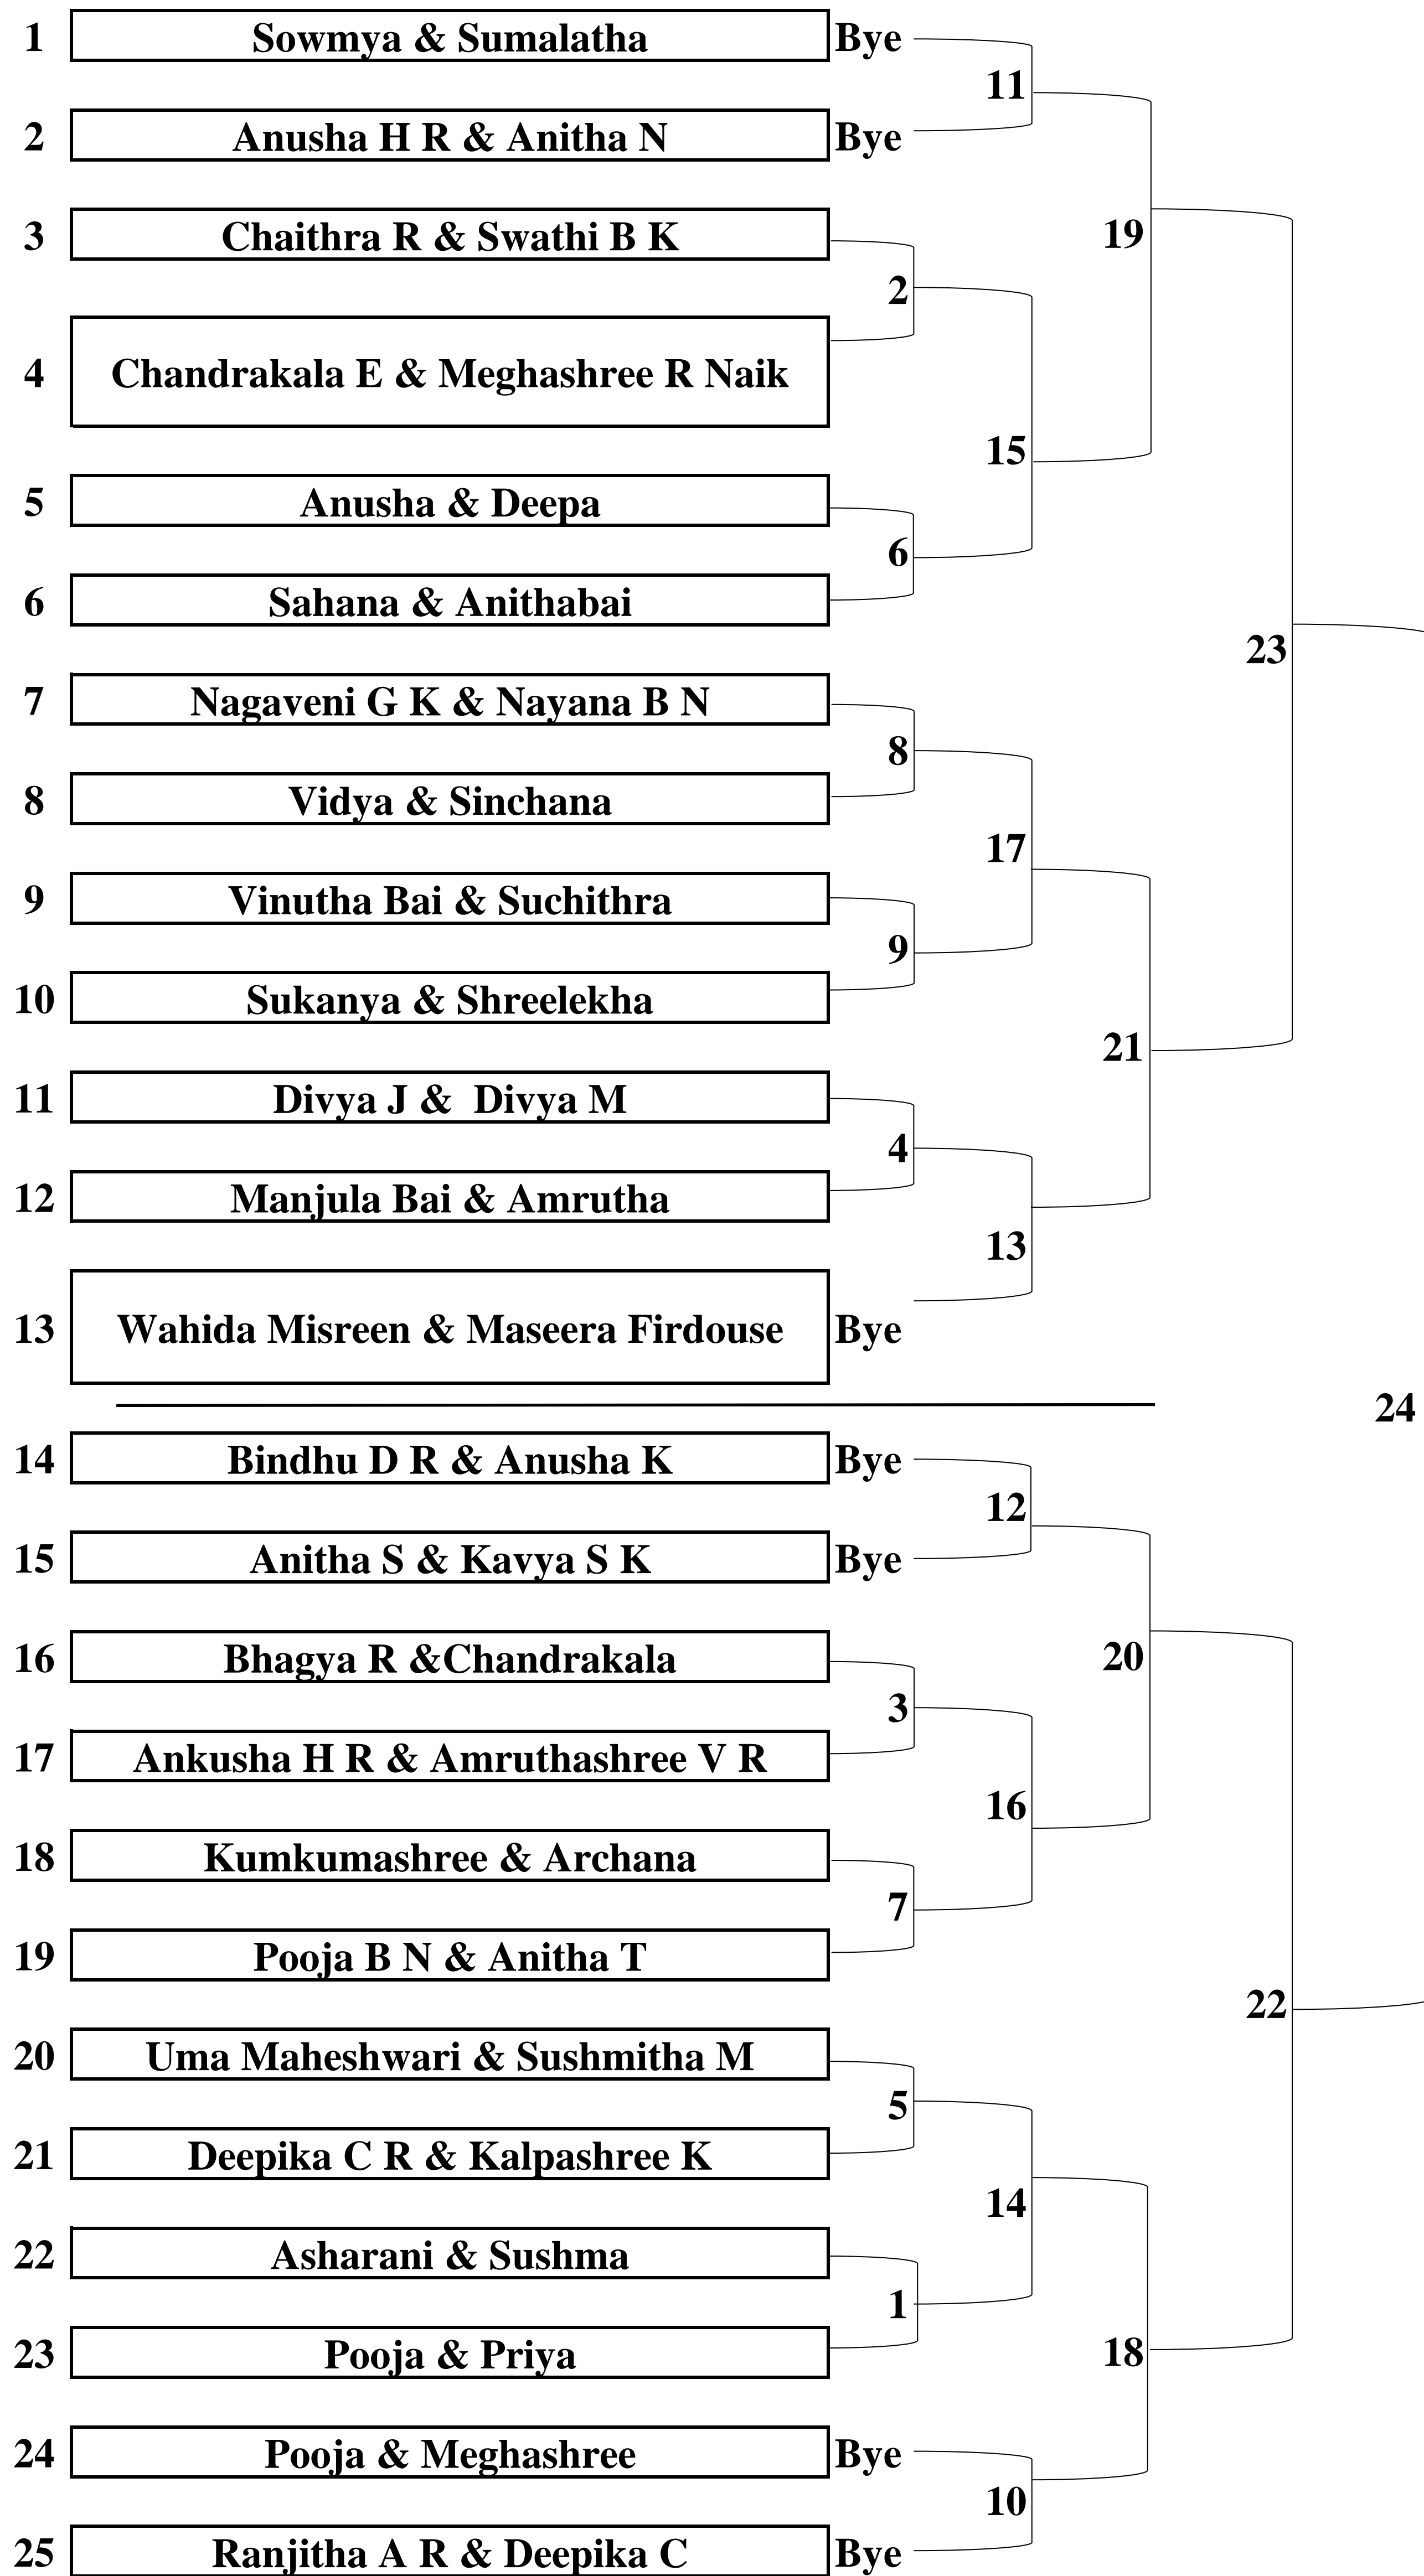 1 Sowmya & Sumalatha Bye
11
2 Anusha H R & Anitha N Bye
3 Chaithra R & Swathi B K
19
2
4 Chandrakala E & Meghashree R Naik
15
5 Anusha & Deepa
6
6 Sahana & Anithabai
23
7 Nagaveni G K & Nayana B N
8
8 Vidya & Sinchana
17
9 Vinutha Bai & Suchithra
9
10 Sukanya & Shreelekha
21
11 Divya J & Divya M
4
12 Manjula Bai & Amrutha
13
13 Wahida Misreen & Maseera Firdouse Bye
24
14 Bindhu D R & Anusha K Bye
12
15 Anitha S & Kavya S K Bye
16 Bhagya R &Chandrakala
20
3
17 Ankusha H R & Amruthashree V R
16
18 Kumkumashree & Archana
7
19 Pooja B N & Anitha T
22
20 Uma Maheshwari & Sushmitha M
5
21 Deepika C R & Kalpashree K
14
22 Asharani & Sushma
1
23 Pooja & Priya
18
24 Pooja & Meghashree Bye
10
25 Ranjitha A R & Deepika C Bye